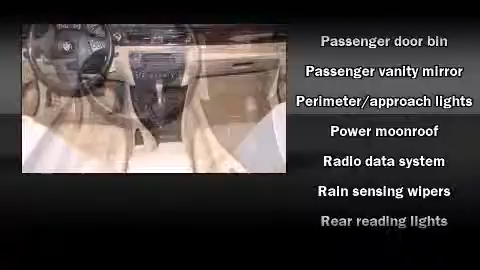 Passenger door bin
Passenger vanity mirror
Perimeter/approach lights
Power moonroof
Radio data system
Rain sensing wipers
Rear reading lights